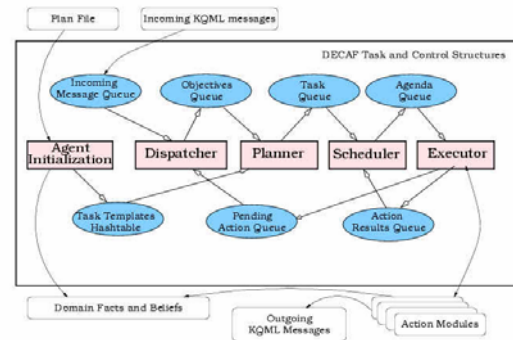 Plan File
Incoming KQML messages
DECAF Task and Control Structures
Incoming
Message Queue
Objectives
Queue
Task
Queue
Agenda
Queue
Agent
Initialization
Dispatcher
Planner
Scheduler
Executor
Task Templates
Hashtable
Pending
Action Queue
Action
Results Queue
Domain Facts and Beliefs
Outgoing
KQML Messages
Action Modules